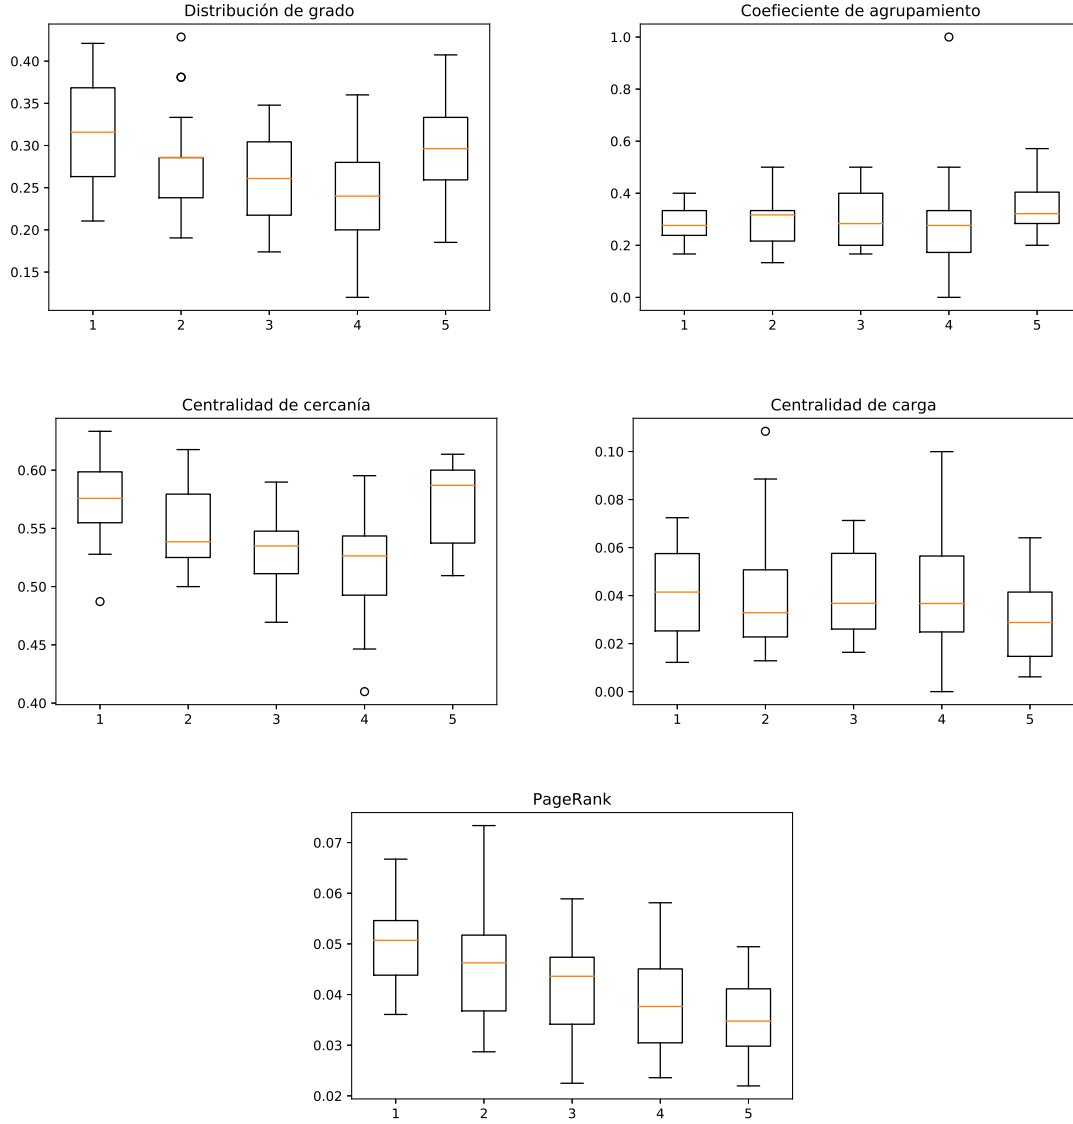 Distribución de grado
0.40
0.35
0.30
0.25
0.20
0.15
1 2 3 4 5
Coefieciente de agrupamiento
1.0
0.8
0.6
0.4
0.2
0.0
1 2 3 4 5
Centralidad de cercanía
0.60
0.55
0.50
0.45
0.40
1 2 3 4 5
Centralidad de carga
0.10
0.08
0.06
0.04
0.02
0.00
1 2 3 4 5
PageRank
0.07
0.06
0.05
0.04
0.03
0.02
1 2 3 4 5